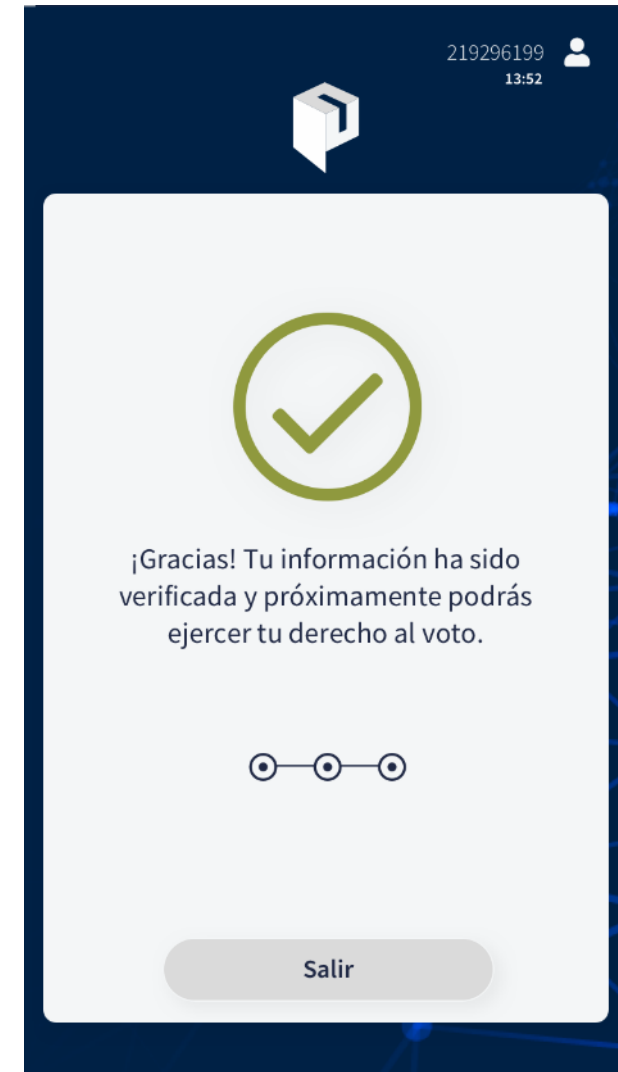 219296199
13:52
¡Gracias! Tu información ha sido
verificada y próximamente podrás
ejercer tu derecho al voto.
Salir